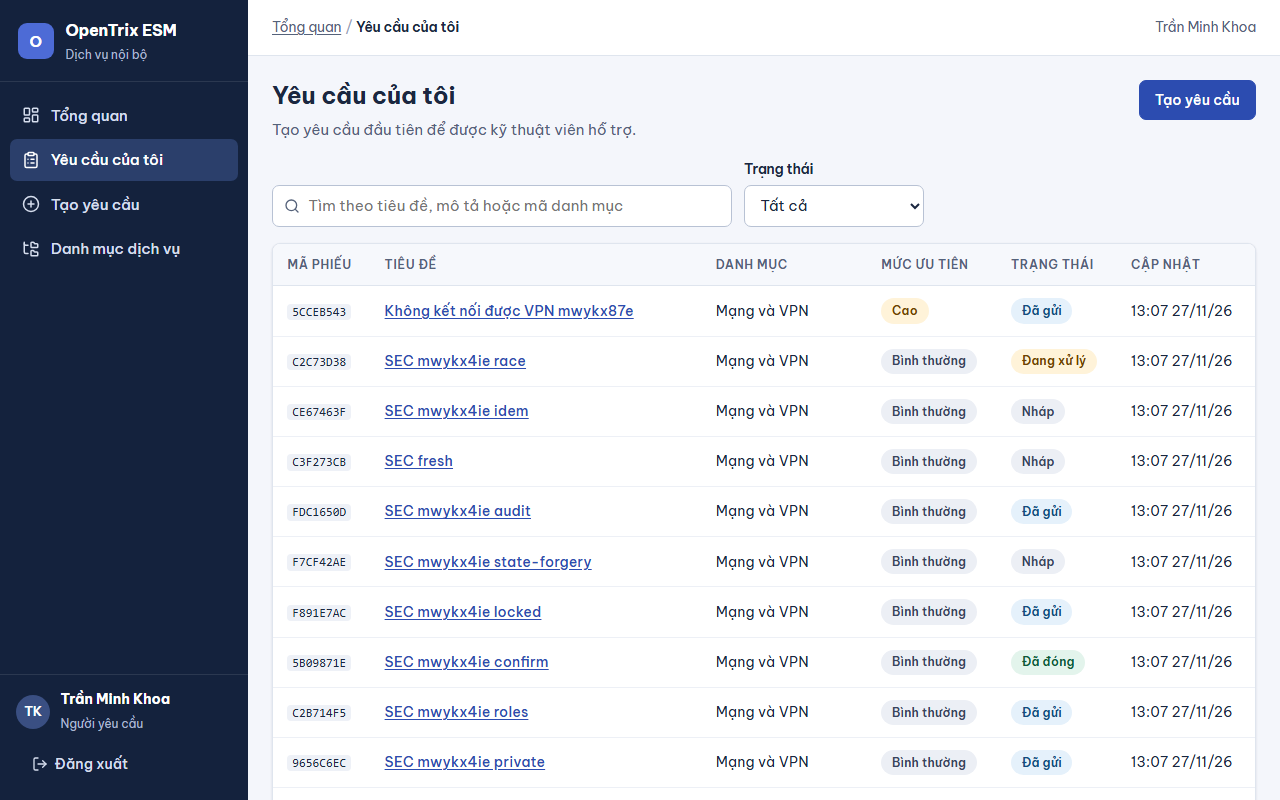 O
OpenTrix ESM
Dịch vụ nội bộ
Tổng quan
Yêu cầu của tôi
Tạo yêu cầu
Danh mục dịch vụ
TK
Trần Minh Khoa
Người yêu cầu
Đăng xuất
Tổng quan / Yêu cầu của tôi
Trần Minh Khoa
Yêu cầu của tôi
Tạo yêu cầu đầu tiên để được kỹ thuật viên hỗ trợ.
Tạo yêu cầu
Trạng thái
Tìm theo tiêu đề, mô tả hoặc mã danh mục
Tất cả
MÃ PHIẾU TIÊU ĐỀ DANH MỤC MỨC ƯU TIÊN TRẠNG THÁI CẬP NHẬT
5CCEB543 Không kết nối được VPN mwykx87e Mạng và VPN Cao Đã gửi 13:07 27/11/26
C2C73D38 SEC mwykx4ie race Mạng và VPN Bình thường Đang xử lý 13:07 27/11/26
CE67463F SEC mwykx4ie idem Mạng và VPN Bình thường Nháp 13:07 27/11/26
C3F273CB SEC fresh Mạng và VPN Bình thường Nháp 13:07 27/11/26
FDC1650D SEC mwykx4ie audit Mạng và VPN Bình thường Đã gửi 13:07 27/11/26
F7CF42AE SEC mwykx4ie state-forgery Mạng và VPN Bình thường Nháp 13:07 27/11/26
F891E7AC SEC mwykx4ie locked Mạng và VPN Bình thường Đã gửi 13:07 27/11/26
5B09871E SEC mwykx4ie confirm Mạng và VPN Bình thường Đã đóng 13:07 27/11/26
C2B714F5 SEC mwykx4ie roles Mạng và VPN Bình thường Đã gửi 13:07 27/11/26
9656C6EC SEC mwykx4ie private Mạng và VPN Bình thường Đã gửi 13:07 27/11/26